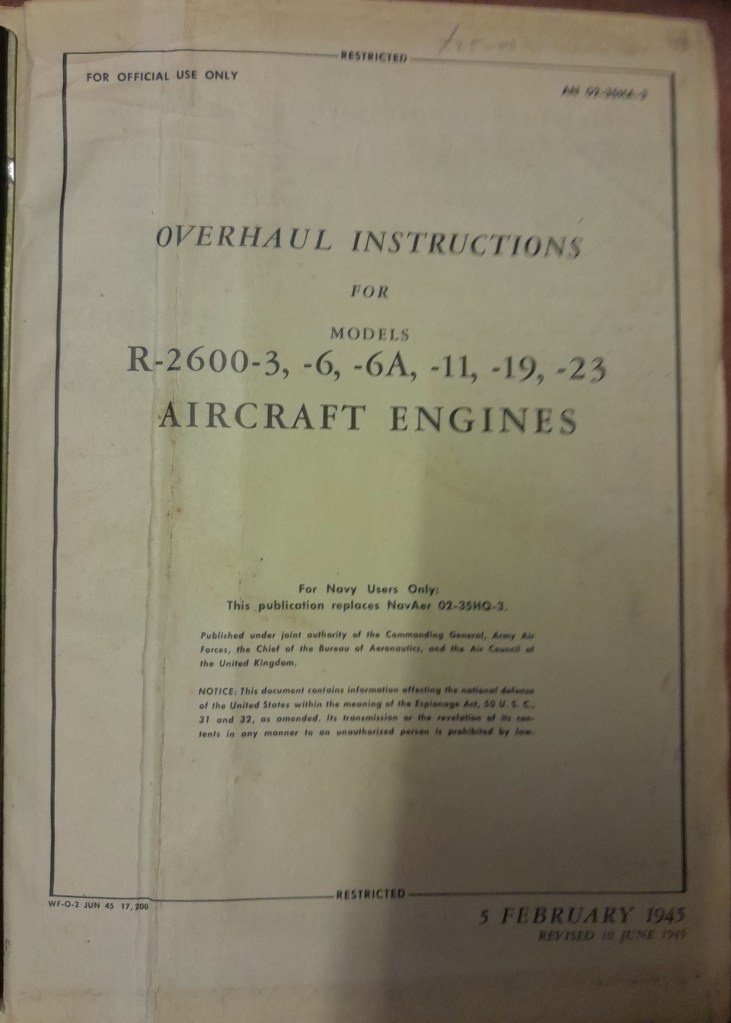 RESTRICTED
FOR OFFICIAL USE ONLY
OVERHAUL INSTRUCTIONS
FOR
MODELS
R-2600-3, -6, -6A, -11, -19, -23
AIRCRAFT ENGINES
For Navy Users Only:
This publication replaces NavAer 02-35HQ-3.
Published under joint authority of the Commanding General, Army Air
Forces, the Chief of the Bureau of Aeronautics, and the Air Council of
the United Kingdom.
NOTICE: This document contains information affecting the national defense
of the United States within the meaning of the Espionage Act, 50 U. S. C.,
31 and 32, as amended. Its transmission or the revelation of its con-
tents in any manner to an unauthorized person is prohibited by law.
RESTRICTED
WF-O-2 JUN 45 17,200
5 FEBRUARY 1945
REVISED 10 JUNE 1945